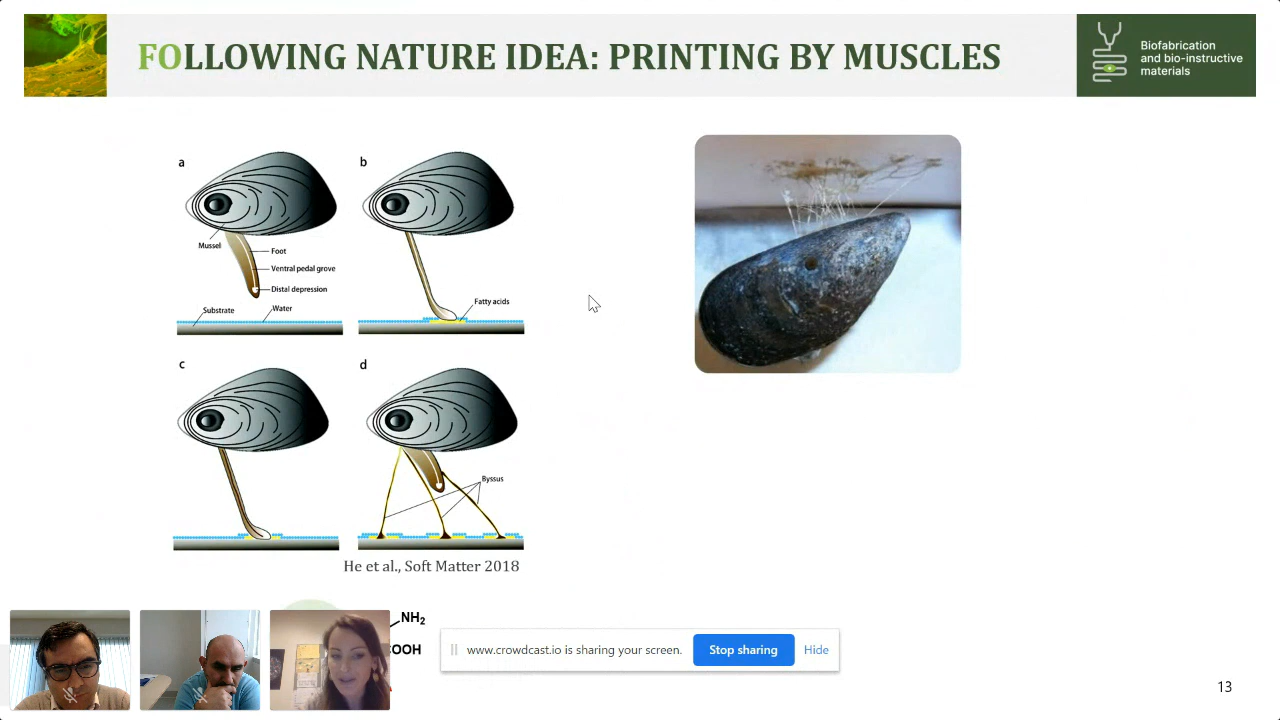 FOLLOWING NATURE IDEA: PRINTING BY MUSCLES
Biofabrication
and bio-instructive
materials
a
b
Mussel
Foot
Ventral pedal grove
Distal depression
Substrate
Water
Fatty acids
c
d
Byssus
He et al., Soft Matter 2018
NH2
COOH
www.crowdcast.io is sharing your screen.
Stop sharing
Hide
13